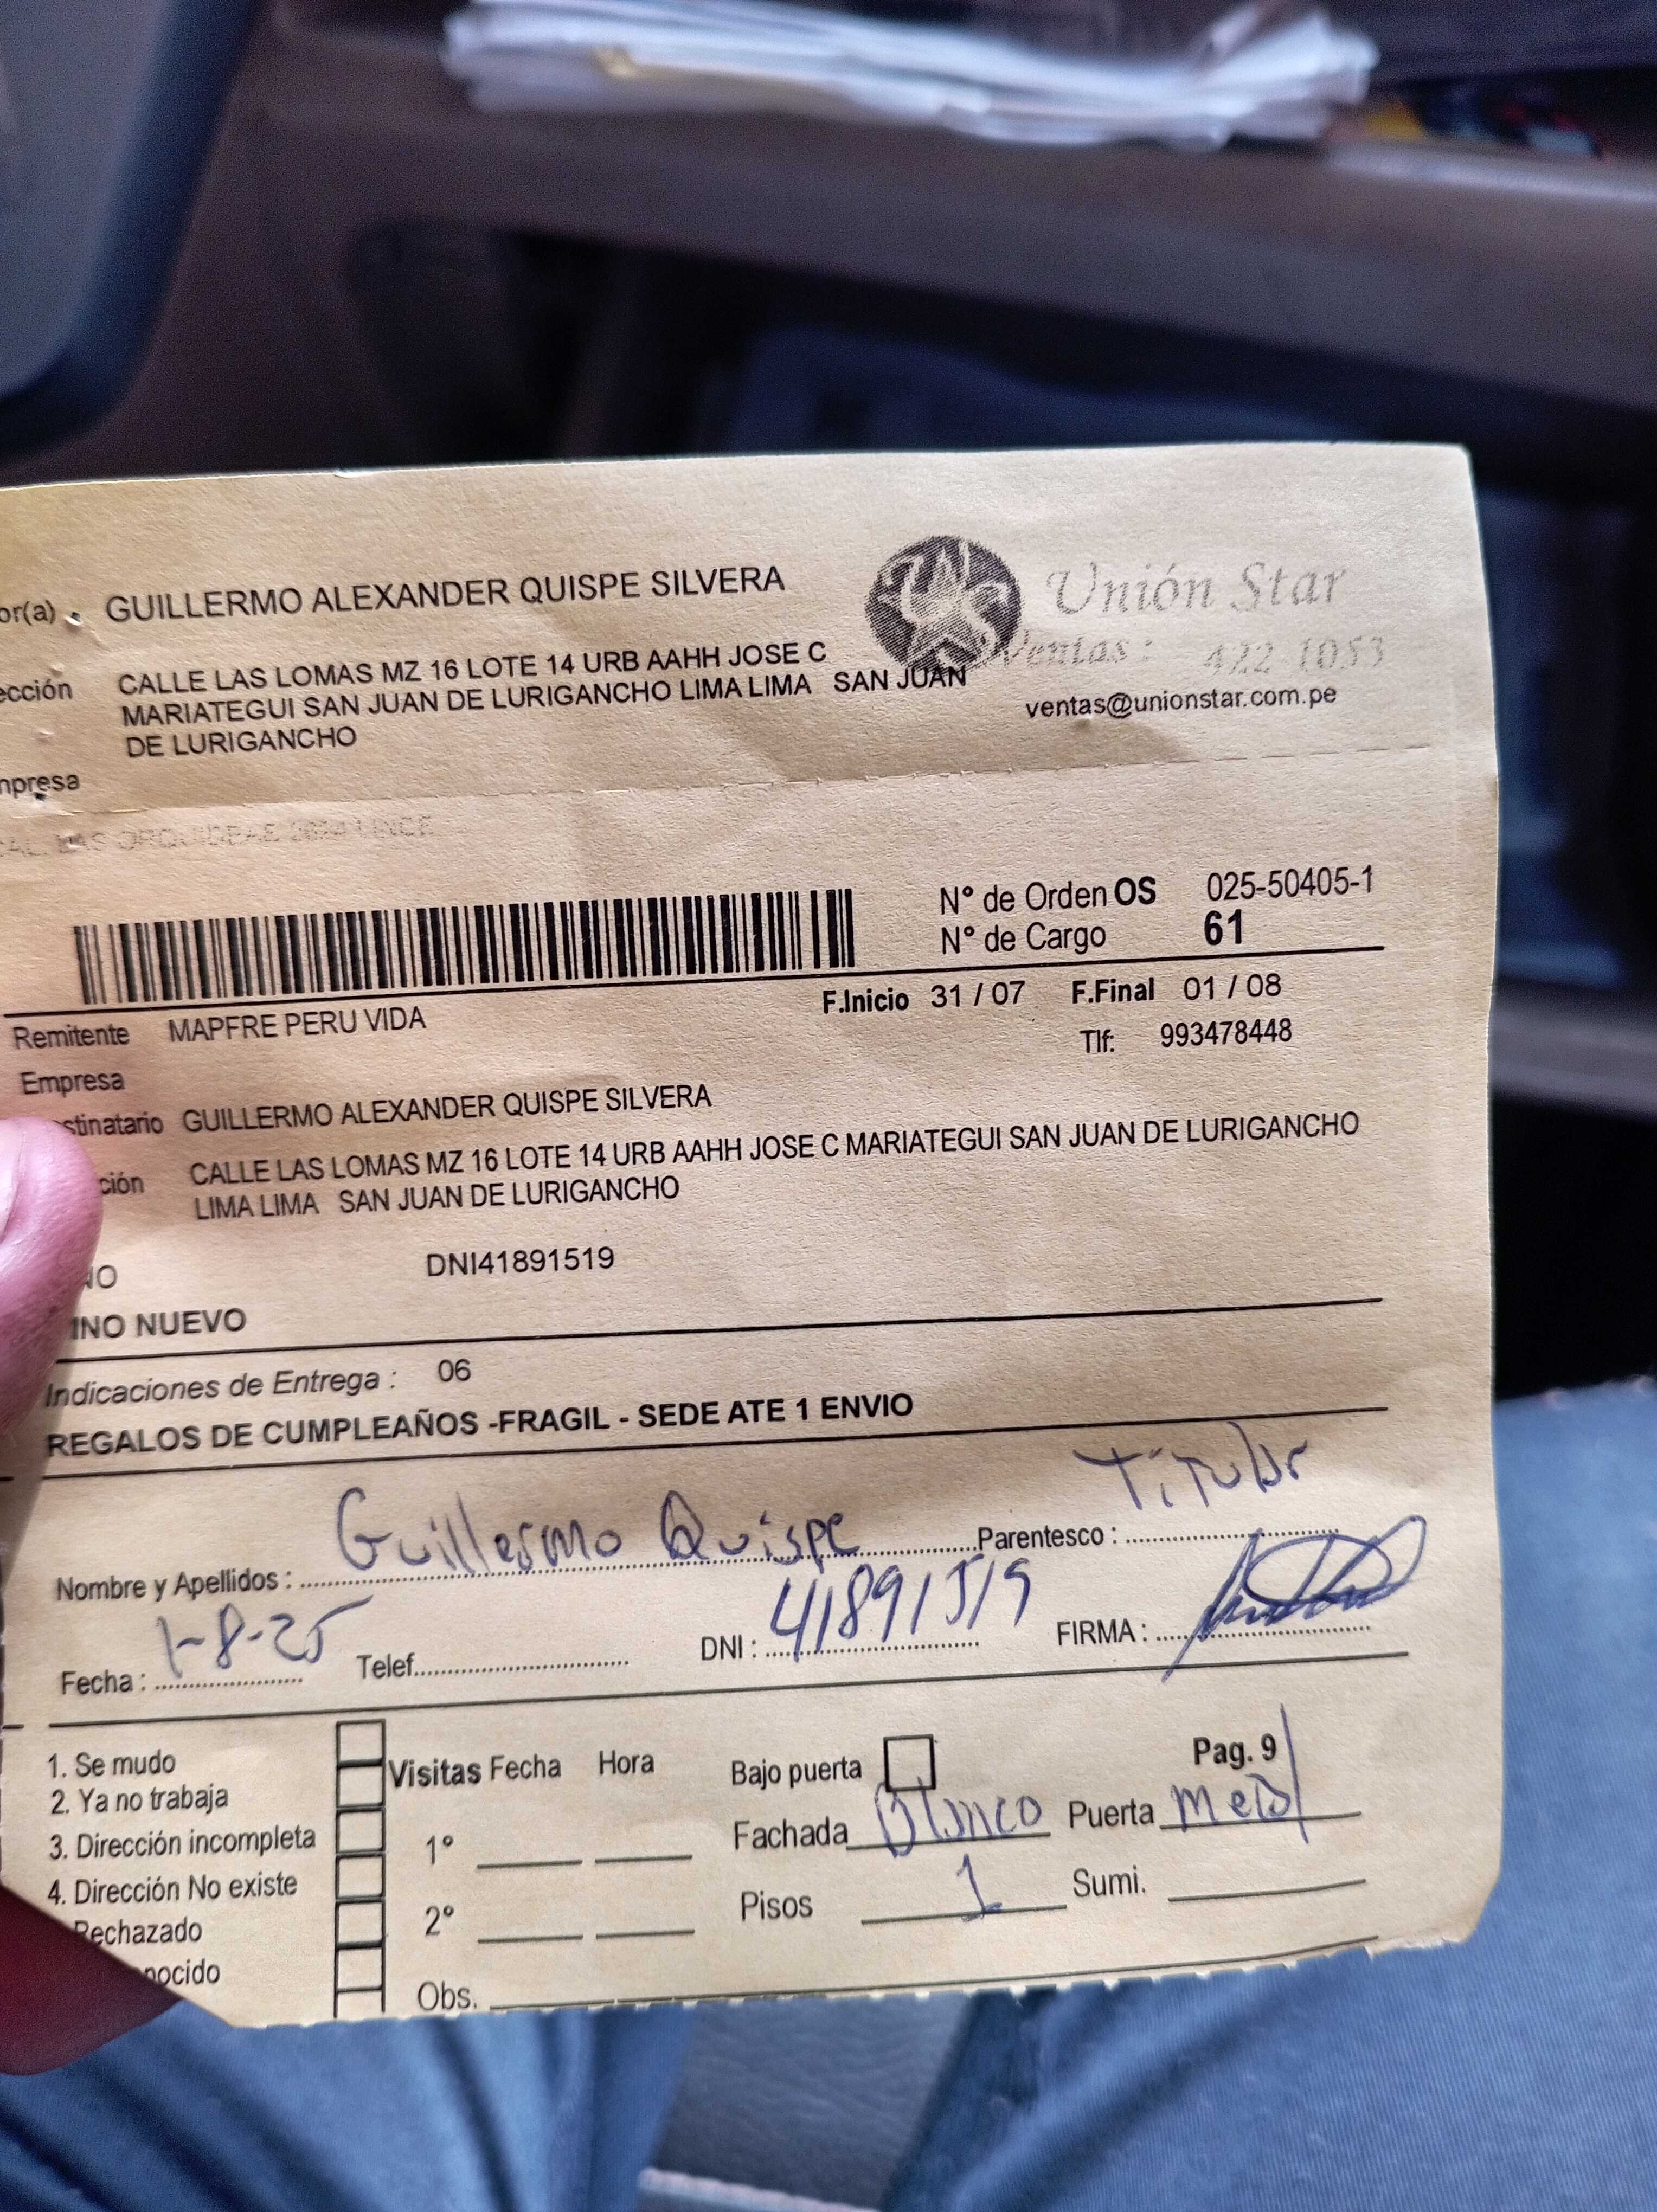 or(a) . GUILLERMO ALEXANDER QUISPE SILVERA
Unión Star
Ventas : 422 1053
ventas@unionstar.com.pe
ección CALLE LAS LOMAS MZ 16 LOTE 14 URB AAHH JOSE C
MARIATEGUI SAN JUAN DE LURIGANCHO LIMA LIMA SAN JUAN
DE LURIGANCHO
mpresa
CAL. LAS ORQUIDEAS LINCE
N° de Orden OS 025-50405-1
N° de Cargo 61
F.Inicio 31 / 07 F.Final 01 / 08
Remitente MAPFRE PERU VIDA
Tlf: 993478448
Empresa
stinatario GUILLERMO ALEXANDER QUISPE SILVERA
ción CALLE LAS LOMAS MZ 16 LOTE 14 URB AAHH JOSE C MARIATEGUI SAN JUAN DE LURIGANCHO
LIMA LIMA SAN JUAN DE LURIGANCHO
NO DNI41891519
INO NUEVO
Indicaciones de Entrega : 06
REGALOS DE CUMPLEAÑOS -FRAGIL - SEDE ATE 1 ENVIO
Nombre y Apellidos : Guillermo Quispe Parentesco : Titular
Fecha : 1-8-25 Telef. DNI : 41891519 FIRMA :
1. Se mudo
2. Ya no trabaja
3. Dirección incompleta
4. Dirección No existe
Rechazado
nocido
Visitas Fecha Hora
1°
2°
Obs.
Bajo puerta Pag. 9
Fachada Blanco Puerta Metal
Pisos 1 Sumi.